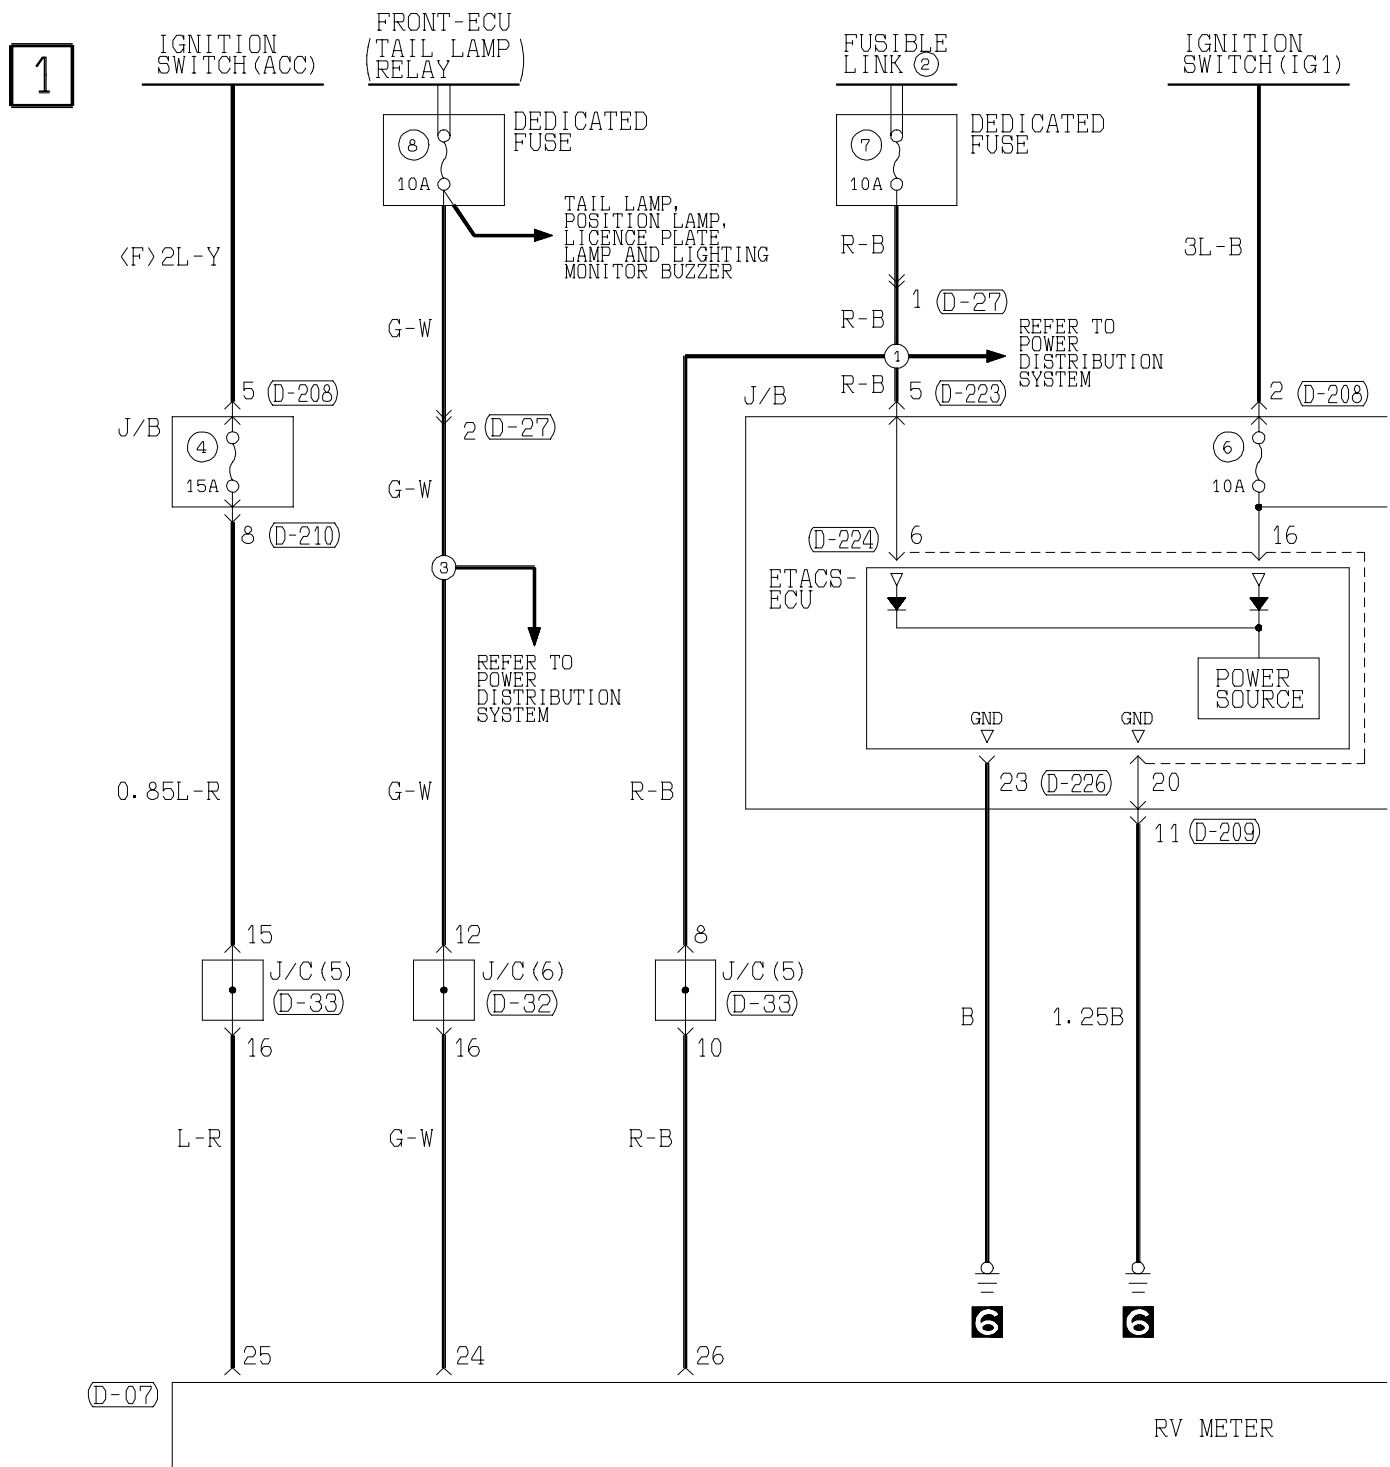 1
IGNITION
SWITCH(ACC)
FRONT-ECU
(TAIL LAMP
RELAY)
FUSIBLE
LINK ②
IGNITION
SWITCH(IG1)
8
10A
DEDICATED
FUSE
7
10A
DEDICATED
FUSE
TAIL LAMP,
POSITION LAMP,
LICENCE PLATE
LAMP AND LIGHTING
MONITOR BUZZER
<F>2L-Y
R-B
3L-B
1 (D-27)
G-W
R-B
1
REFER TO
POWER
DISTRIBUTION
SYSTEM
5 (D-208)
R-B
5 (D-223)
J/B
2 (D-208)
J/B
4
15A
2 (D-27)
6
10A
G-W
8 (D-210)
(D-224)
6
16
3
ETACS-
ECU
REFER TO
POWER
DISTRIBUTION
SYSTEM
POWER
SOURCE
GND
GND
0.85L-R
G-W
R-B
23 (D-226)
20
11 (D-209)
15
12
8
J/C(5)
(D-33)
J/C(6)
(D-32)
J/C(5)
(D-33)
B
1.25B
16
16
10
L-R
G-W
R-B
6
6
25
24
26
(D-07)
RV METER